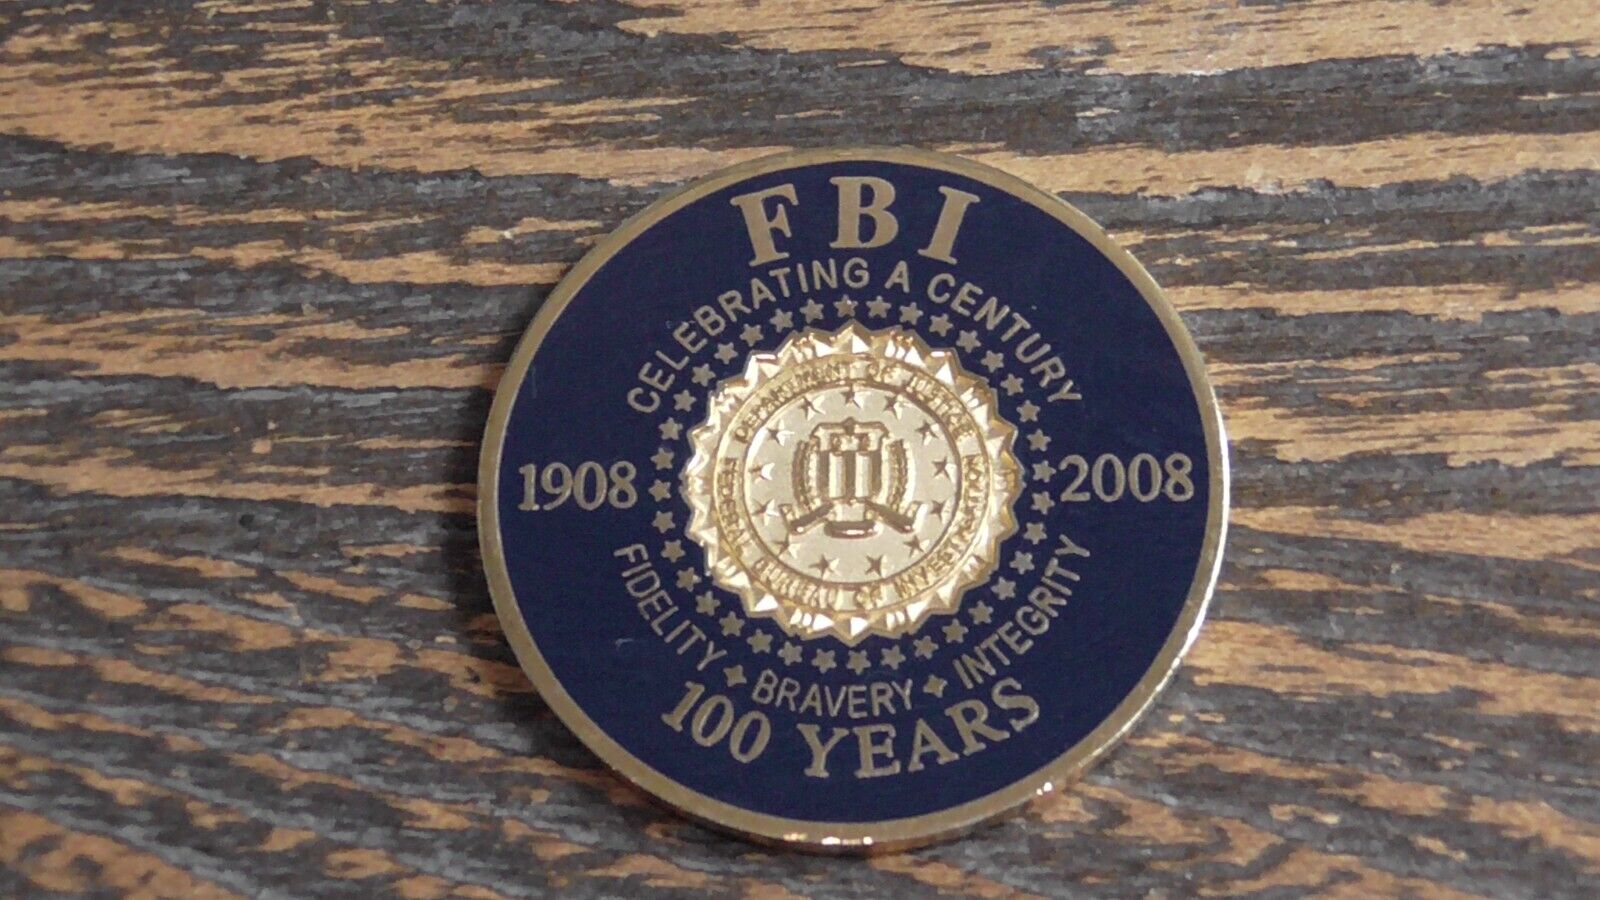 FBI
CELEBRATING A CENTURY
DEPARTMENT OF JUSTICE
FEDERAL BUREAU OF INVESTIGATION
1908
2008
FIDELITY ✦ BRAVERY ✦ INTEGRITY
100 YEARS